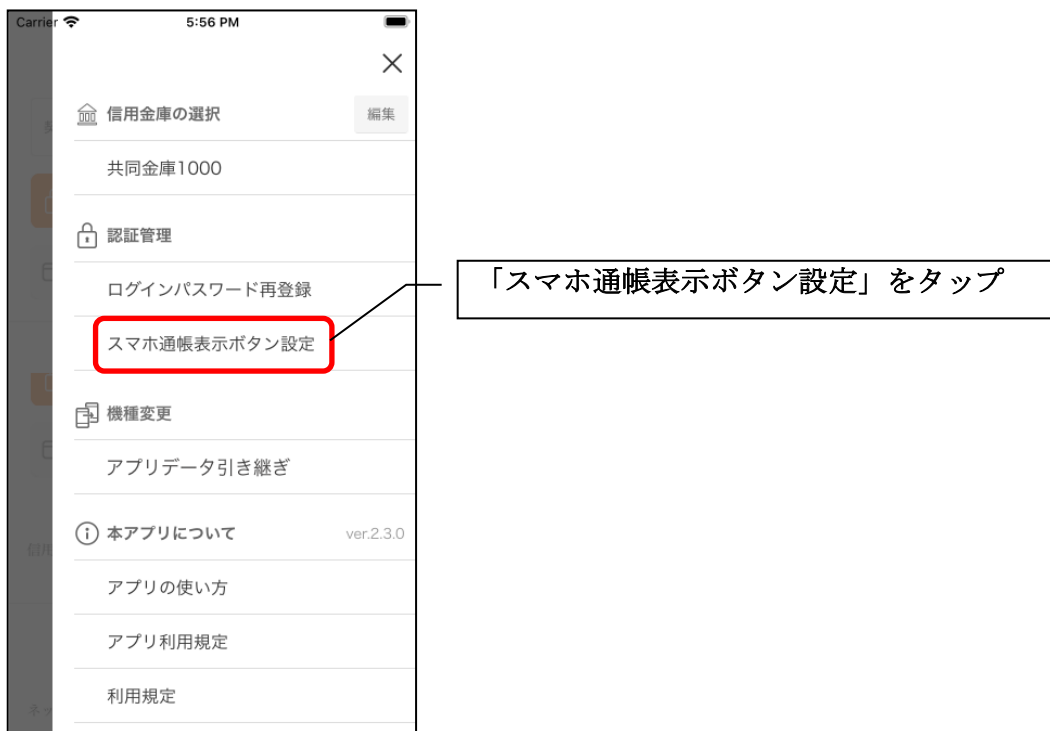 Carrier 5:56 PM
信用金庫の選択 編集
共同金庫1000
認証管理
ログインパスワード再登録
「スマホ通帳表示ボタン設定」をタップ
スマホ通帳表示ボタン設定
機種変更
アプリデータ引き継ぎ
本アプリについて ver.2.3.0
信用
アプリの使い方
アプリ利用規定
利用規定
ネッ